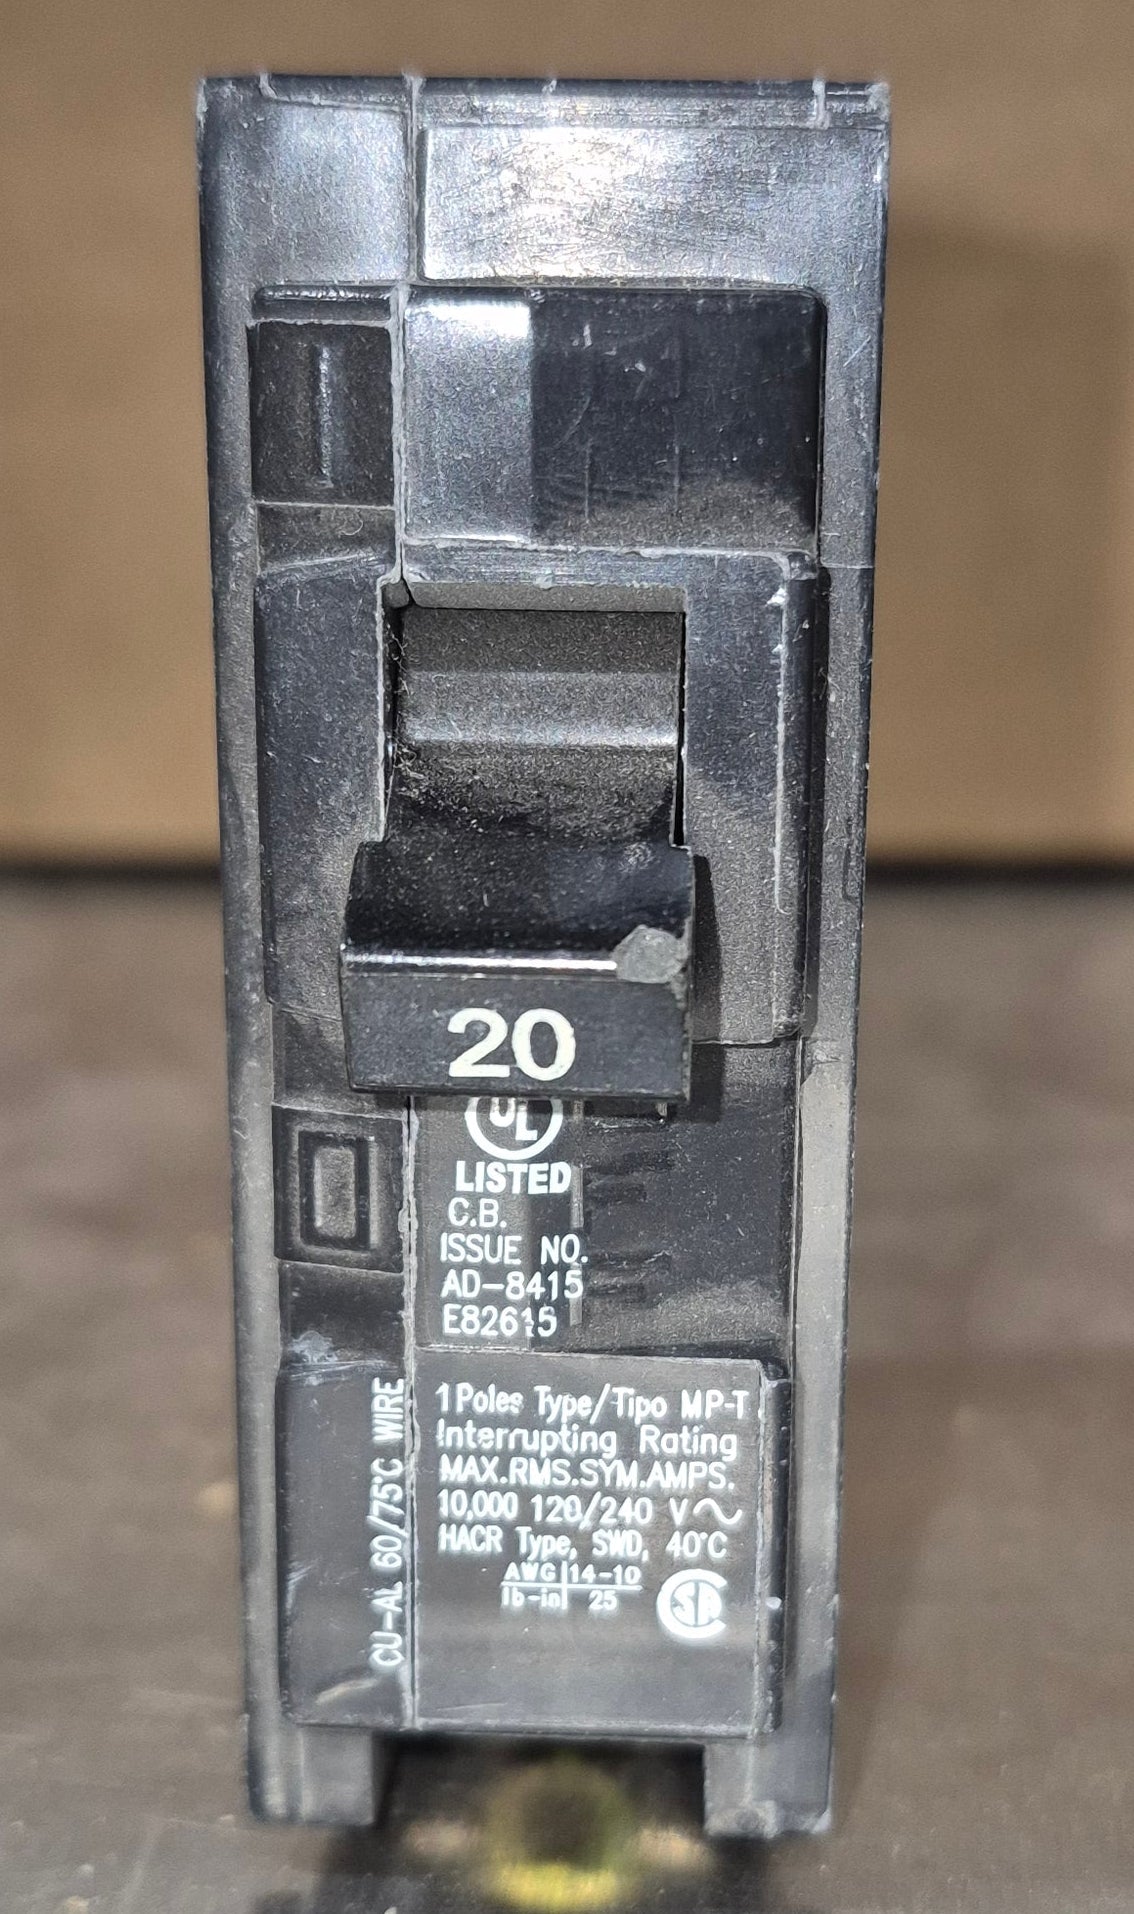 20
UL
LISTED
C.B.
ISSUE NO.
AD-8415
E82615
CU-AL 60/75°C WIRE
1 Poles Type/Tipo MP-T
Interrupting Rating
MAX.RMS.SYM.AMPS.
10,000 120/240 V~
HACR Type, SWD, 40°C
AWG 14-10
lb-in 25
SA